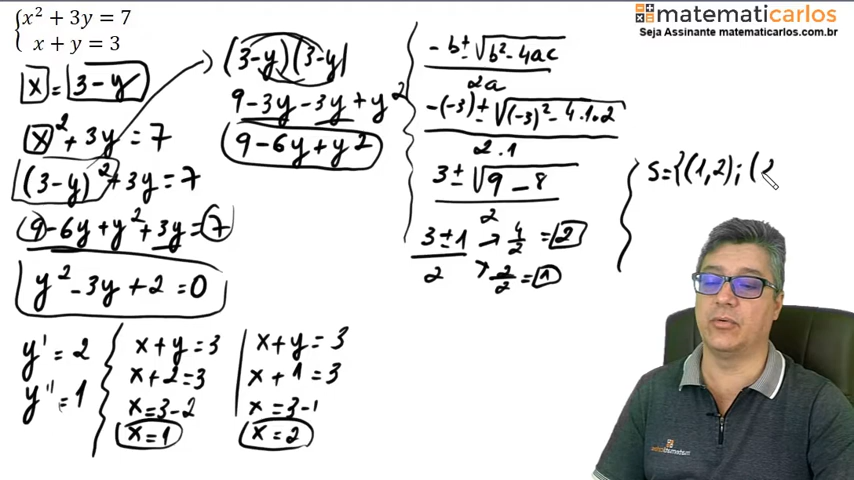 x² + 3y = 7
x + y = 3
x = 3-y
x² + 3y = 7
(3-y)² + 3y = 7
9-6y+y²+3y=7
y² -3y +2 =0
y' = 2
y'' = 1
x+y=3
x+2=3
x=3-2
x=1
x+y=3
x+1=3
x=3-1
x=2
(3-y)(3-y)
9-3y-3y+y²
9-6y+y²
-b±√b²-4ac
2a
-(-3)±√(-3)²-4.1.2
2.1
3±√9-8
2
3±1 → 4/2 = 2
2 → 2/2 = 1
matematicarlos
Seja Assinante matematicarlos.com.br
S={(1,2); (2